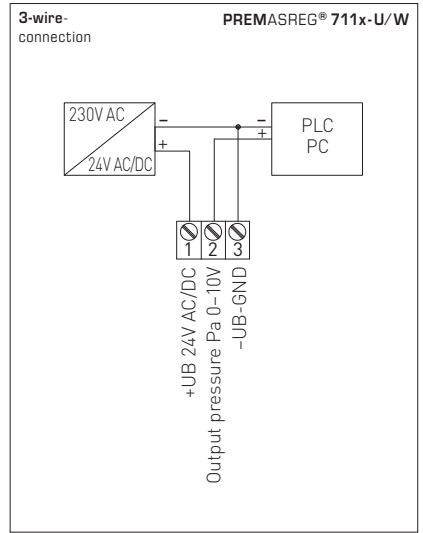 3-wire-
connection
PREMASREG® 711x-U/W
230V AC
24V AC/DC
–
+
–
+
PLC
PC
1
2
3
+UB 24V AC/DC
Output pressure Pa 0–10V
–UB-GND